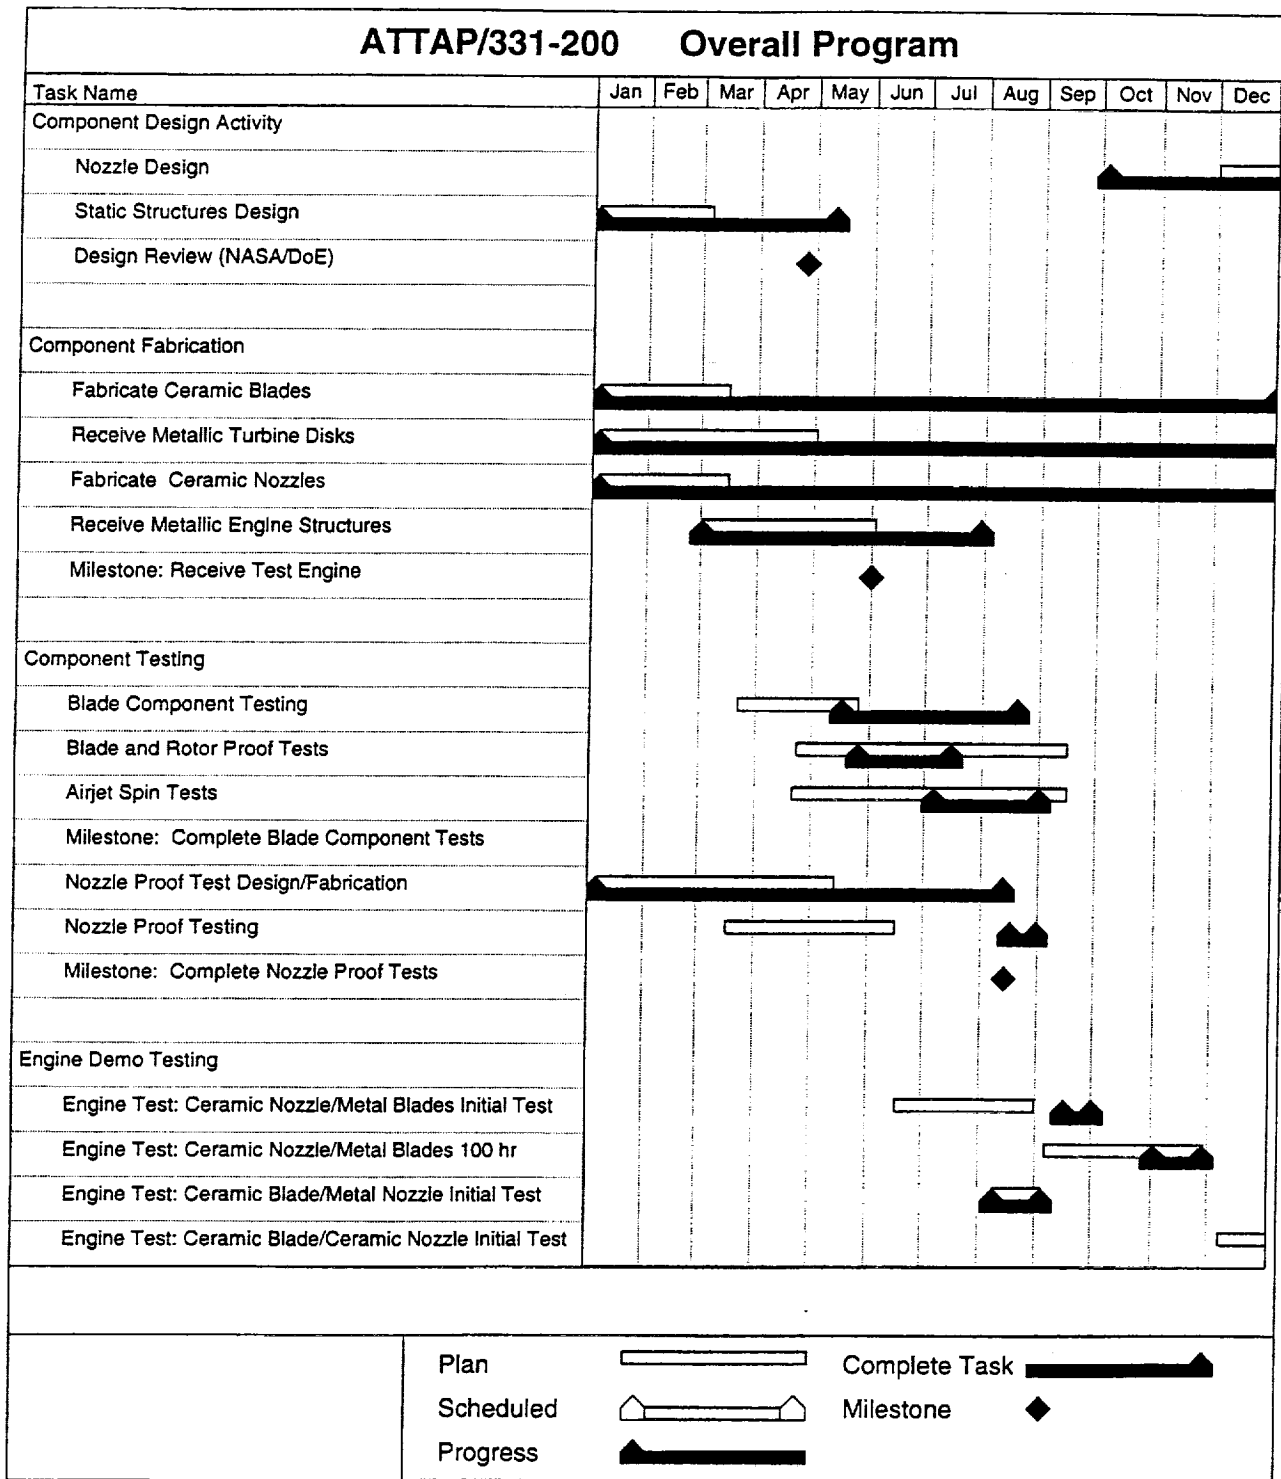 ATTAP/331-200 Overall Program
Task Name Jan Feb Mar Apr May Jun Jul Aug Sep Oct Nov Dec
Component Design Activity
Nozzle Design
Static Structures Design
Design Review (NASA/DoE)
Component Fabrication
Fabricate Ceramic Blades
Receive Metallic Turbine Disks
Fabricate Ceramic Nozzles
Receive Metallic Engine Structures
Milestone: Receive Test Engine
Component Testing
Blade Component Testing
Blade and Rotor Proof Tests
Airjet Spin Tests
Milestone: Complete Blade Component Tests
Nozzle Proof Test Design/Fabrication
Nozzle Proof Testing
Milestone: Complete Nozzle Proof Tests
Engine Demo Testing
Engine Test: Ceramic Nozzle/Metal Blades Initial Test
Engine Test: Ceramic Nozzle/Metal Blades 100 hr
Engine Test: Ceramic Blade/Metal Nozzle Initial Test
Engine Test: Ceramic Blade/Ceramic Nozzle Initial Test
Plan Complete Task
Scheduled Milestone
Progress